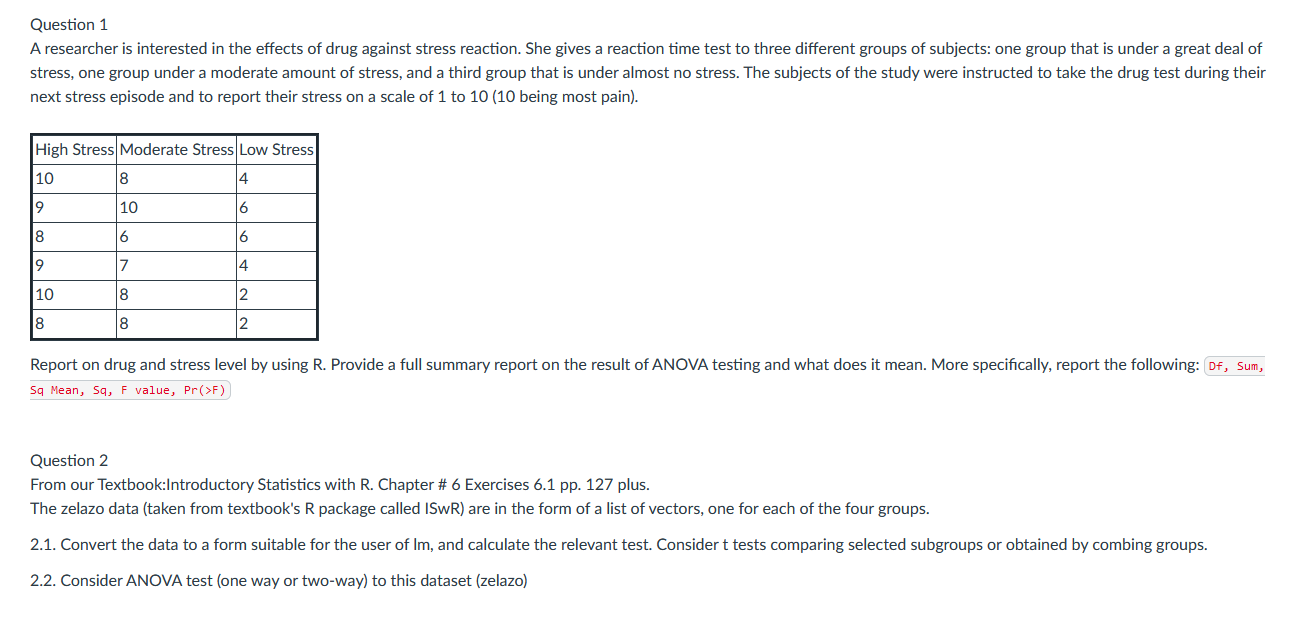 Question 1
A researcher is interested in the effects of drug against stress reaction. She gives a reaction time test to three different groups of subjects: one group that is under a great deal of
stress, one group under a moderate amount of stress, and a third group that is under almost no stress. The subjects of the study were instructed to take the drug test during their
next stress episode and to report their stress on a scale of 1 to 10 (10 being most pain).
High Stress Moderate Stress Low Stress
10 8 4
9 10 6
8 6 6
9 7 4
10 8 2
8 8 2
Report on drug and stress level by using R. Provide a full summary report on the result of ANOVA testing and what does it mean. More specifically, report the following: Df, Sum,
Sq Mean, Sq, F value, Pr(>F)
Question 2
From our Textbook:Introductory Statistics with R. Chapter # 6 Exercises 6.1 pp. 127 plus.
The zelazo data (taken from textbook's R package called ISwR) are in the form of a list of vectors, one for each of the four groups.
2.1. Convert the data to a form suitable for the user of lm, and calculate the relevant test. Consider t tests comparing selected subgroups or obtained by combing groups.
2.2. Consider ANOVA test (one way or two-way) to this dataset (zelazo)